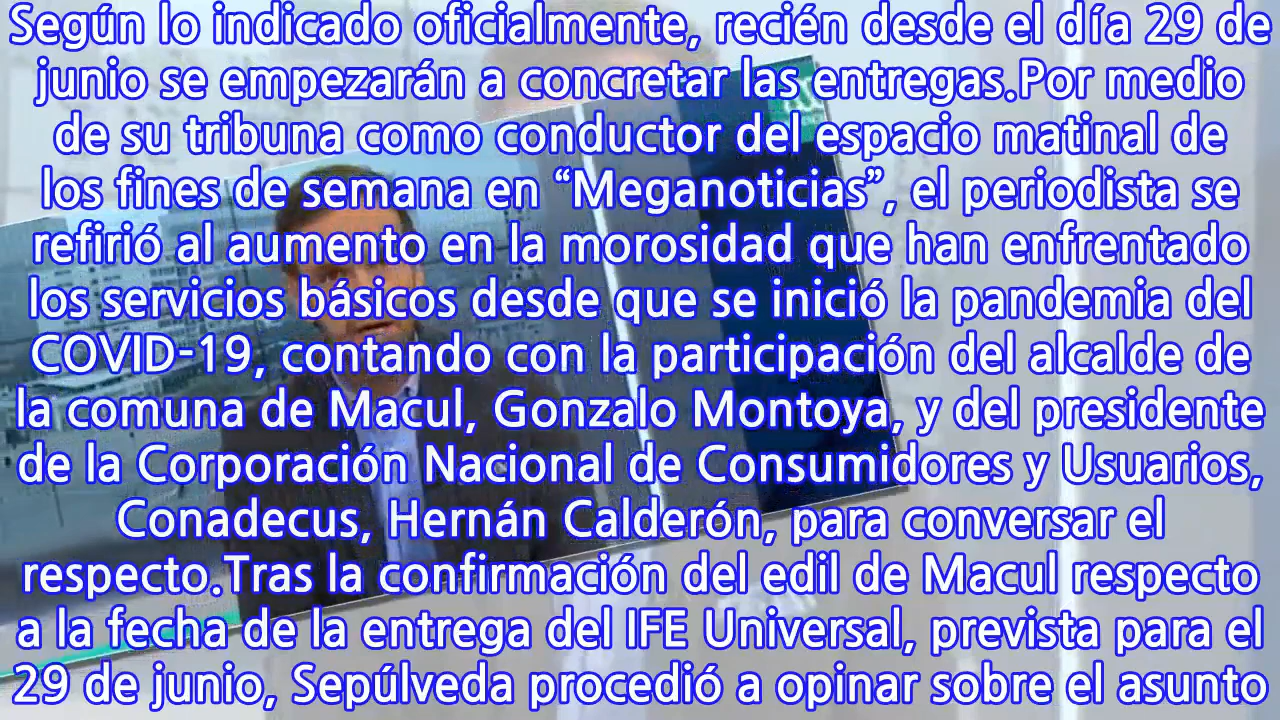 Según lo indicado oficialmente, recién desde el día 29 de
junio se empezarán a concretar las entregas.Por medio
de su tribuna como conductor del espacio matinal de
los fines de semana en “Meganoticias”, el periodista se
refirió al aumento en la morosidad que han enfrentado
los servicios básicos desde que se inició la pandemia del
COVID-19, contando con la participación del alcalde de
la comuna de Macul, Gonzalo Montoya, y del presidente
de la Corporación Nacional de Consumidores y Usuarios,
Conadecus, Hernán Calderón, para conversar el
respecto.Tras la confirmación del edil de Macul respecto
a la fecha de la entrega del IFE Universal, prevista para el
29 de junio, Sepúlveda procedió a opinar sobre el asunto